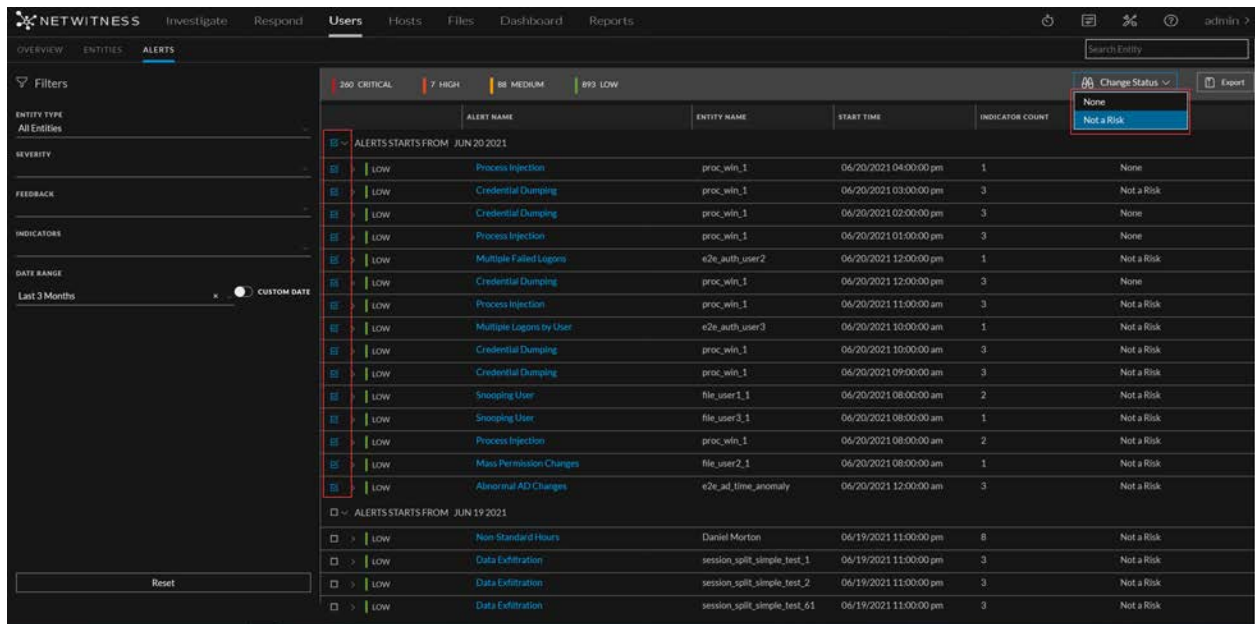 NETWITNESS Investigate Respond Users Hosts Files Dashboard Reports admin >
OVERVIEW ENTITIES ALERTS Search Entity
Filters
260 CRITICAL 7 HIGH 88 MEDIUM 893 LOW Change Status Export
None
Not a Risk
ENTITY TYPE
All Entities
SEVERITY
FEEDBACK
INDICATORS
DATE RANGE
Last 3 Months × CUSTOM DATE
Reset
ALERT NAME ENTITY NAME START TIME INDICATOR COUNT
ALERTS STARTS FROM JUN 20 2021
LOW Process Injection proc_win_1 06/20/2021 04:00:00 pm 1 None
LOW Credential Dumping proc_win_1 06/20/2021 03:00:00 pm 3 Not a Risk
LOW Credential Dumping proc_win_1 06/20/2021 02:00:00 pm 3 None
LOW Process Injection proc_win_1 06/20/2021 01:00:00 pm 3 None
LOW Multiple Failed Logons e2e_auth_user2 06/20/2021 12:00:00 pm 1 Not a Risk
LOW Credential Dumping proc_win_1 06/20/2021 12:00:00 pm 3 None
LOW Process Injection proc_win_1 06/20/2021 11:00:00 am 3 Not a Risk
LOW Multiple Logons by User e2e_auth_user3 06/20/2021 10:00:00 am 1 Not a Risk
LOW Credential Dumping proc_win_1 06/20/2021 10:00:00 am 3 Not a Risk
LOW Credential Dumping proc_win_1 06/20/2021 09:00:00 am 3 Not a Risk
LOW Snooping User file_user1_1 06/20/2021 08:00:00 am 2 Not a Risk
LOW Snooping User file_user3_1 06/20/2021 08:00:00 am 1 Not a Risk
LOW Process Injection proc_win_1 06/20/2021 08:00:00 am 2 Not a Risk
LOW Mass Permission Changes file_user2_1 06/20/2021 08:00:00 am 1 Not a Risk
LOW Abnormal AD Changes e2e_ad_time_anomaly 06/20/2021 12:00:00 am 3 Not a Risk
ALERTS STARTS FROM JUN 19 2021
LOW Non-Standard Hours Daniel Morton 06/19/2021 11:00:00 pm 8 Not a Risk
LOW Data Exfiltration session_split_simple_test_1 06/19/2021 11:00:00 pm 3 Not a Risk
LOW Data Exfiltration session_split_simple_test_2 06/19/2021 11:00:00 pm 3 Not a Risk
LOW Data Exfiltration session_split_simple_test_61 06/19/2021 11:00:00 pm 3 Not a Risk